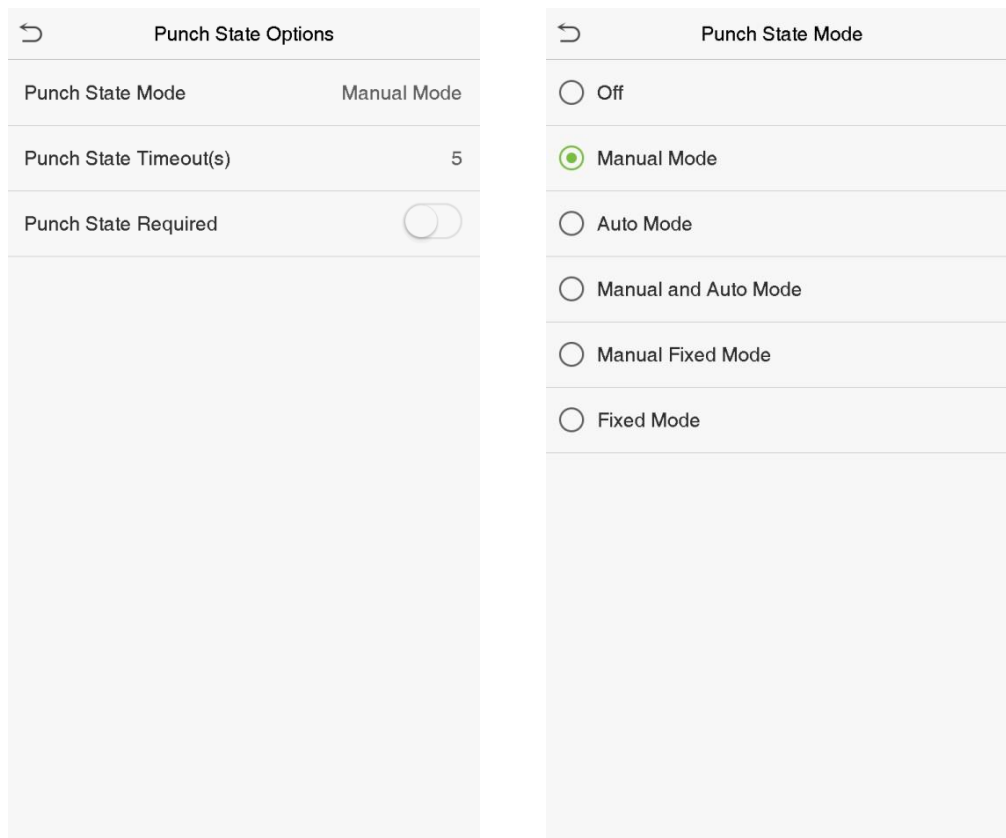 Punch State Options
Punch State Mode Manual Mode
Punch State Timeout(s) 5
Punch State Required
Punch State Mode
Off
Manual Mode
Auto Mode
Manual and Auto Mode
Manual Fixed Mode
Fixed Mode